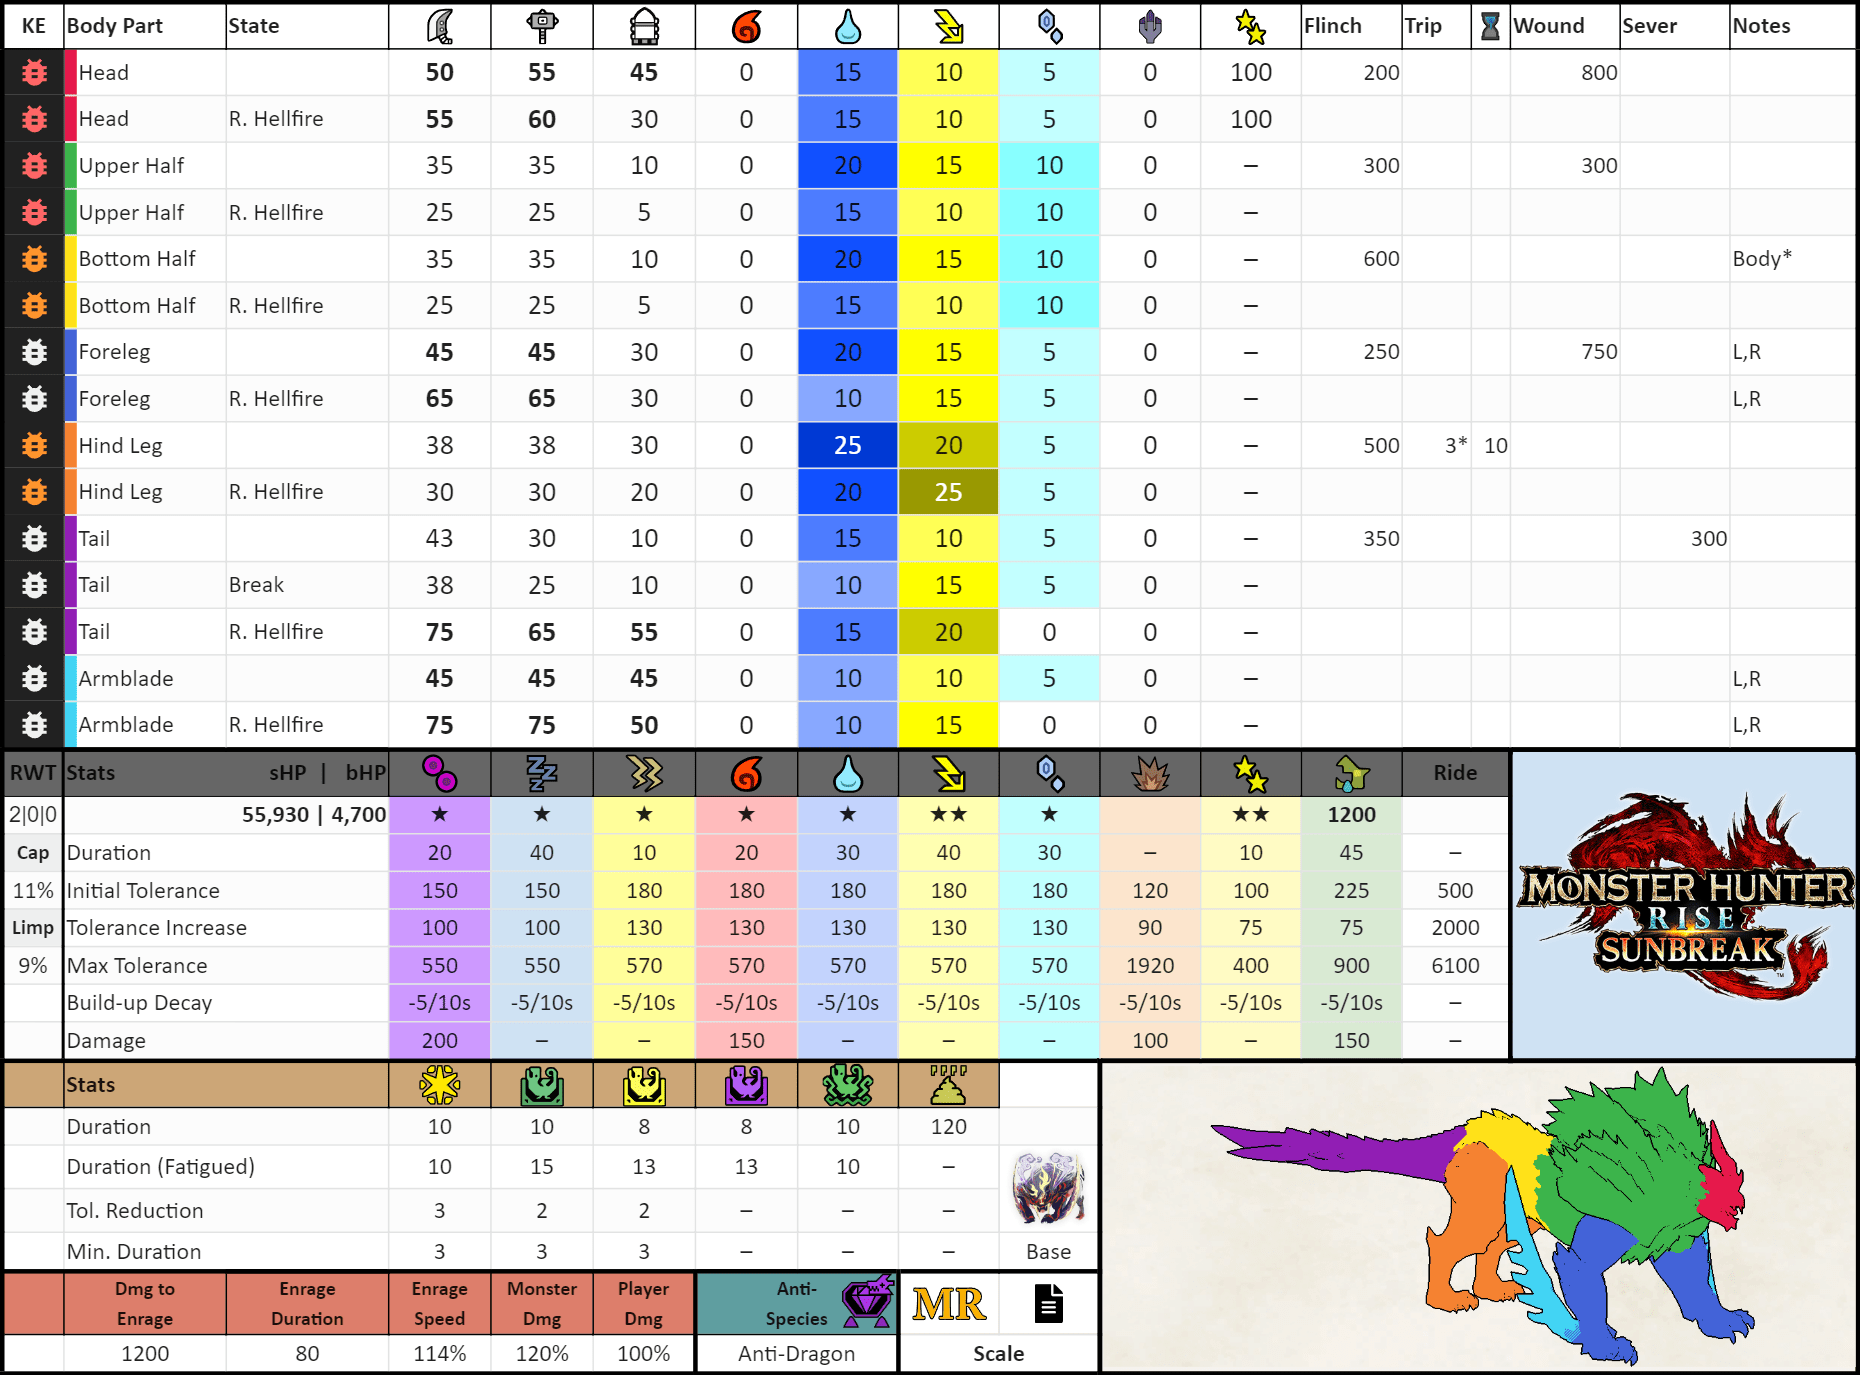 KE Body Part State Flinch Trip Wound Sever Notes
Head 50 55 45 0 15 10 5 0 100 200 800
Head R. Hellfire 55 60 30 0 15 10 5 0 100
Upper Half 35 35 10 0 20 15 10 0 – 300 300
Upper Half R. Hellfire 25 25 5 0 15 10 10 0 –
Bottom Half 35 35 10 0 20 15 10 0 – 600 Body*
Bottom Half R. Hellfire 25 25 5 0 15 10 10 0 –
Foreleg 45 45 30 0 20 15 5 0 – 250 750 L,R
Foreleg R. Hellfire 65 65 30 0 10 15 5 0 – L,R
Hind Leg 38 38 30 0 25 20 5 0 – 500 3* 10
Hind Leg R. Hellfire 30 30 20 0 20 25 5 0 –
Tail 43 30 10 0 15 10 5 0 – 350 300
Tail Break 38 25 10 0 10 15 5 0 –
Tail R. Hellfire 75 65 55 0 15 20 0 0 –
Armblade 45 45 45 0 10 10 5 0 – L,R
Armblade R. Hellfire 75 75 50 0 10 15 0 0 – L,R
RWT Stats sHP | bHP Ride
2|0|0 55,930 | 4,700 ★ ★ ★ ★ ★ ★★ ★ ★★ 1200
Cap Duration 20 40 10 20 30 40 30 – 10 45 –
11% Initial Tolerance 150 150 180 180 180 180 180 120 100 225 500
Limp Tolerance Increase 100 100 130 130 130 130 130 90 75 75 2000
9% Max Tolerance 550 550 570 570 570 570 570 1920 400 900 6100
Build-up Decay -5/10s -5/10s -5/10s -5/10s -5/10s -5/10s -5/10s -5/10s -5/10s -5/10s –
Damage 200 – – 150 – – – 100 – 150 –
MONSTER HUNTER
RISE
SUNBREAK
TM
Stats
Duration 10 10 8 8 10 120
Duration (Fatigued) 10 15 13 13 10 –
Tol. Reduction 3 2 2 – – –
Min. Duration 3 3 3 – – – Base
Dmg to Enrage Enrage Monster Player Anti-
Enrage Duration Speed Dmg Dmg Species MR
1200 80 114% 120% 100% Anti-Dragon Scale